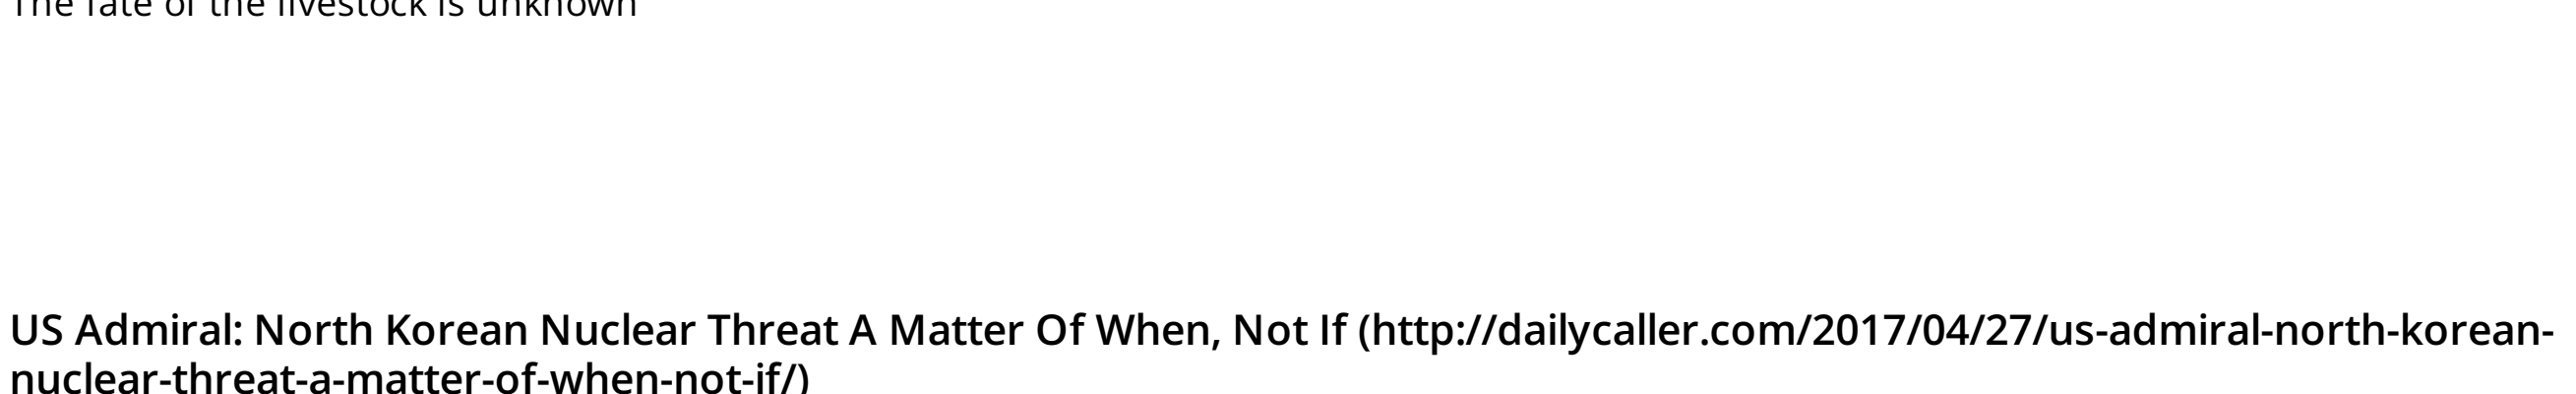 The fate of the livestock is unknown
US Admiral: North Korean Nuclear Threat A Matter Of When, Not If (http://dailycaller.com/2017/04/27/us-admiral-north-korean-
nuclear-threat-a-matter-of-when-not-if/)